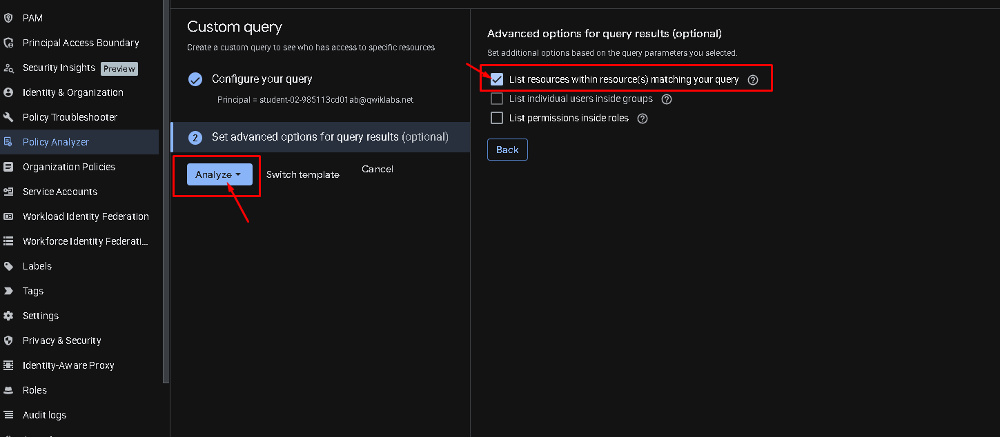 PAM
Principal Access Boundary
Security Insights Preview
Identity & Organization
Policy Troubleshooter
Policy Analyzer
Organization Policies
Service Accounts
Workload Identity Federation
Workforce Identity Federati...
Labels
Tags
Settings
Privacy & Security
Identity-Aware Proxy
Roles
Audit logs
Custom query
Create a custom query to see who has access to specific resources
Configure your query
Principal = student-02-985113cd01ab@qwiklabs.net
2 Set advanced options for query results (optional)
Analyze Switch template Cancel
Advanced options for query results (optional)
Set additional options based on the query parameters you selected.
List resources within resource(s) matching your query ?
List individual users inside groups ?
List permissions inside roles ?
Back